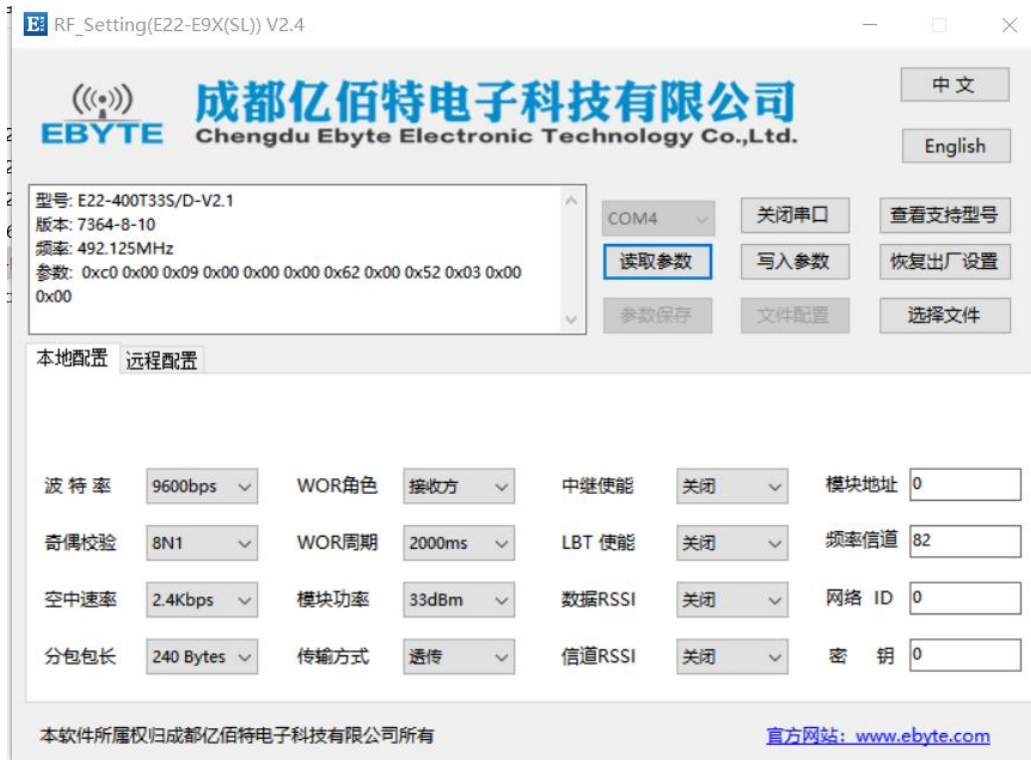 RF_Setting(E22-E9X(SL)) V2.4
EBYTE
成都亿佰特电子科技有限公司
Chengdu Ebyte Electronic Technology Co.,Ltd.
中 文
English
型号: E22-400T33S/D-V2.1
版本: 7364-8-10
频率: 492.125MHz
参数: 0xc0 0x00 0x09 0x00 0x00 0x00 0x62 0x00 0x52 0x03 0x00
0x00
COM4 关闭串口 查看支持型号
读取参数 写入参数 恢复出厂设置
参数保存 文件配置 选择文件
本地配置 远程配置
波 特 率 9600bps WOR角色 接收方 中继使能 关闭 模块地址 0
奇偶校验 8N1 WOR周期 2000ms LBT 使能 关闭 频率信道 82
空中速率 2.4Kbps 模块功率 33dBm 数据RSSI 关闭 网络 ID 0
分包包长 240 Bytes 传输方式 透传 信道RSSI 关闭 密 钥 0
本软件所属权归成都亿佰特电子科技有限公司所有 官方网站：www.ebyte.com